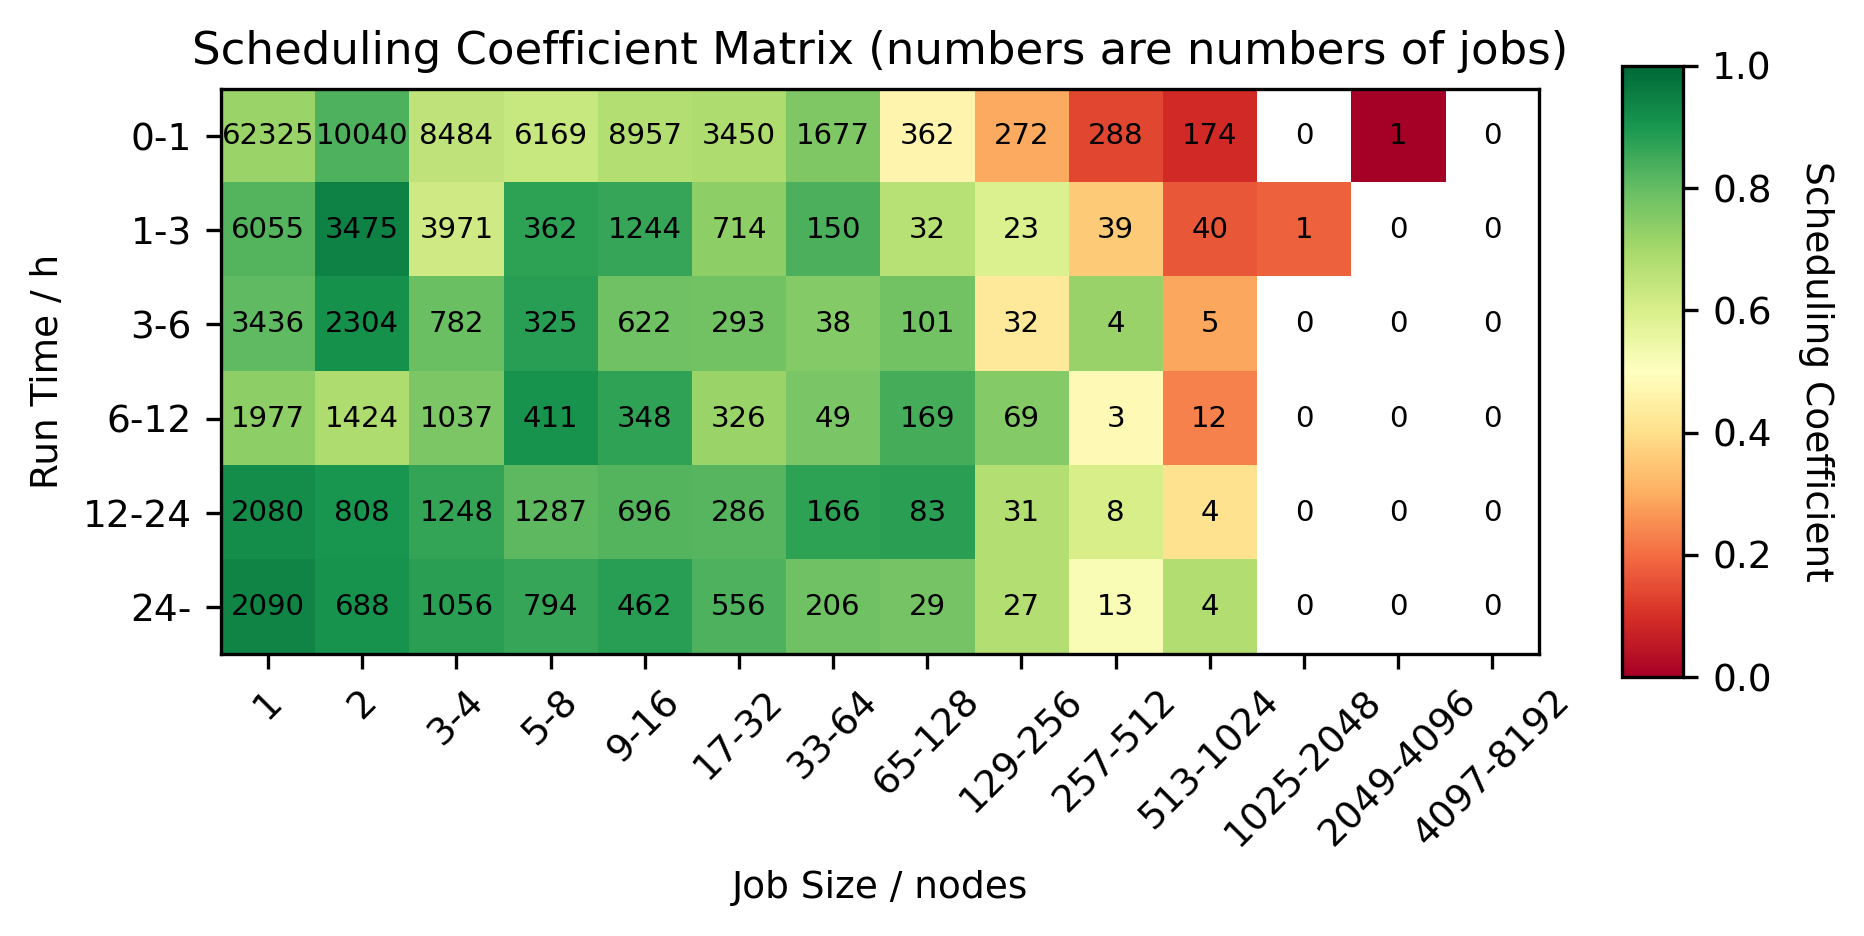 Scheduling Coefficient Matrix (numbers are numbers of jobs)
0-1 62325 10040 8484 6169 8957 3450 1677 362 272 288 174 0 1 0
1-3 6055 3475 3971 362 1244 714 150 32 23 39 40 1 0 0
3-6 3436 2304 782 325 622 293 38 101 32 4 5 0 0 0
6-12 1977 1424 1037 411 348 326 49 169 69 3 12 0 0 0
12-24 2080 808 1248 1287 696 286 166 83 31 8 4 0 0 0
24- 2090 688 1056 794 462 556 206 29 27 13 4 0 0 0
Run Time / h
1 2 3-4 5-8 9-16 17-32 33-64 65-128 129-256 257-512 513-1024 1025-2048 2049-4096 4097-8192
Job Size / nodes
1.0
0.8
0.6
0.4
0.2
0.0
Scheduling Coefficient